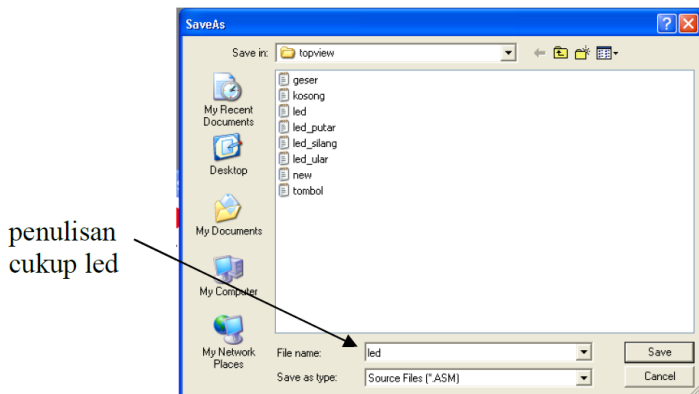 SaveAs
Save in:
topview
My Recent
Documents
Desktop
My Documents
My Computer
My Network
Places
geser
kosong
led
led_putar
led_silang
led_ular
new
tombol
penulisan
cukup led
File name:
led
Save
Save as type:
Source Files (*.ASM)
Cancel